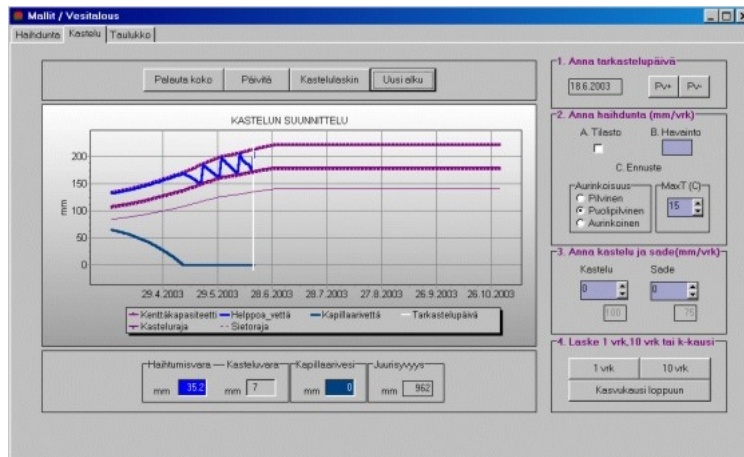 Mallit / Vesitalous
Haihdunta Kastelu Taulukko
Palauta koko Päivitä Kastelulaskin Uusi alku
KASTELUN SUUNNITTELU
mm
200
150
100
50
0
29.4.2003 29.5.2003 28.6.2003 28.7.2003 27.8.2003 26.9.2003 26.10.2003
Kenttäkapasiteetti Helppoa_vettä Kapillaarivettä Tarkastelupäivä
Kasteluraja Sietoraja
Haihtumisvara Kasteluvara Kapillaarivesi Juurisyvyys
mm 35.2 mm 7 mm 0 mm 962
1. Anna tarkastelupäivä
18.6.2003 Pv+ Pv-
2. Anna haihdunta (mm/vrk)
A. Tilasto B. Havainto
C. Ennuste
Aurinkoisuus MaxT (C)
Pilvinen
Puolipilvinen
Aurinkoinen
15
3. Anna kastelu ja sade(mm/vrk)
Kastelu Sade
0 0
100 75
4. Laske 1 vrk,10 vrk tai k-kausi
1 vrk 10 vrk
Kasvukausi loppuun